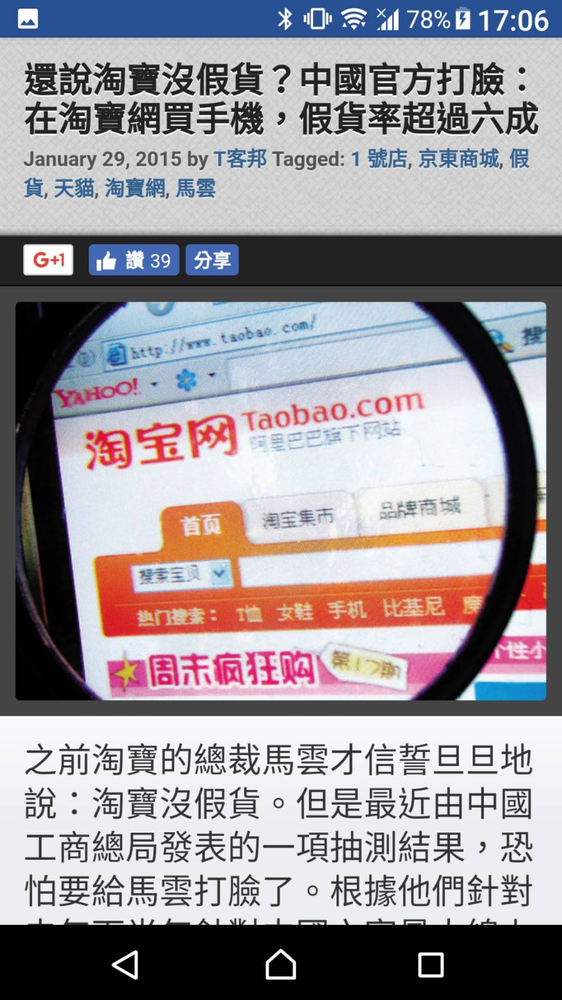 78% 17:06
還說淘寶沒假貨？中國官方打臉：
在淘寶網買手機，假貨率超過六成
January 29, 2015 by T客邦 Tagged: 1 號店, 京東商城, 假
貨, 天貓, 淘寶網, 馬雲
G+1 讚 39 分享
http://www.taobao.com/
搜
YAHOO!
淘宝网 Taobao.com
阿里巴巴旗下网站
首页 淘宝集市 品牌商城
搜索宝贝
热门搜索： T恤 女鞋 手机 比基尼
周末疯狂购 第17期
个性小
之前淘寶的總裁馬雲才信誓旦旦地
說：淘寶沒假貨。但是最近由中國
工商總局發表的一項抽測結果，恐
怕要給馬雲打臉了。根據他們針對